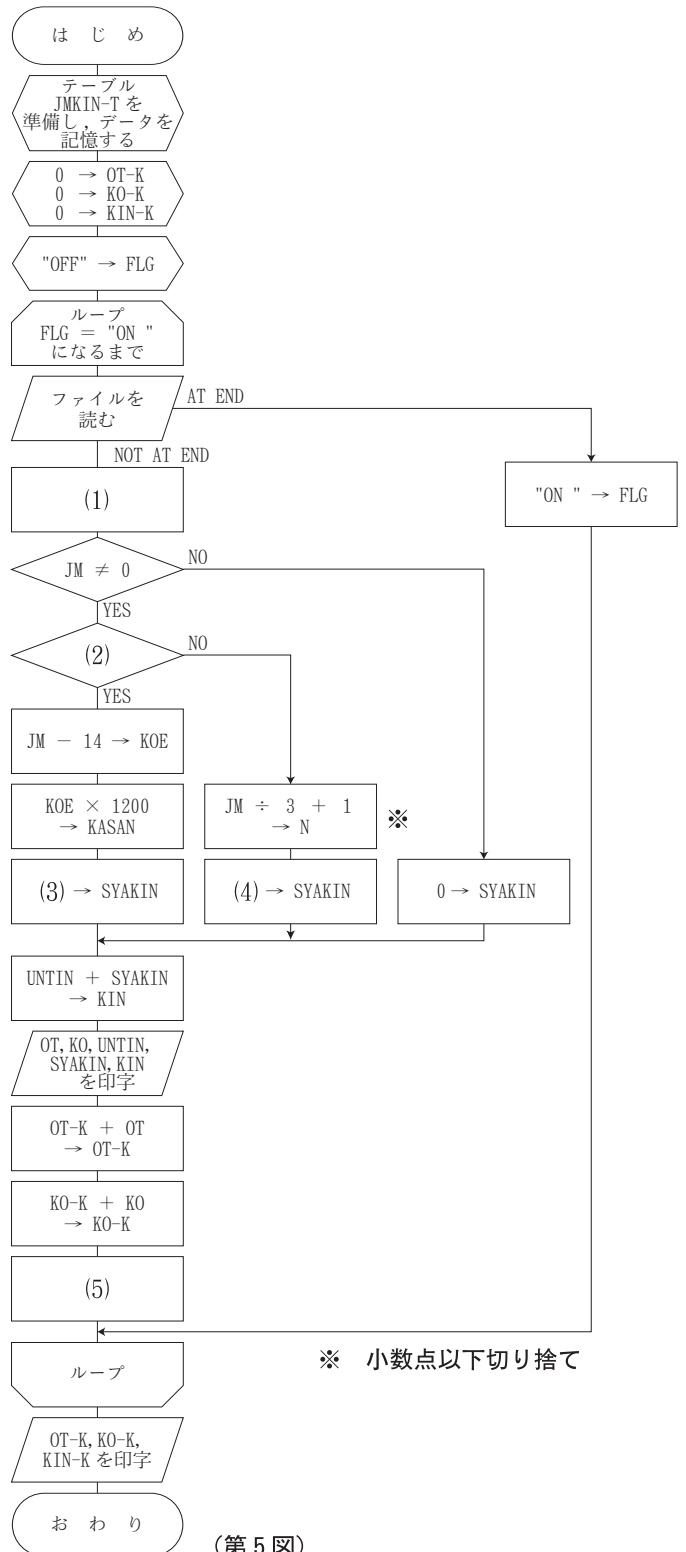 は　じ　め
テーブル
JMKIN-T を
準備し，データを
記憶する
0 → OT-K
0 → KO-K
0 → KIN-K
"OFF" → FLG
ループ
FLG = "ON "
になるまで
ファイルを
読む
AT END
NOT AT END
"ON " → FLG
(1)
JM ≠ 0
NO
YES
(2)
NO
YES
JM － 14 → KOE
KOE × 1200
→ KASAN
JM ÷ 3 + 1
→ N
※
(3) → SYAKIN
(4) → SYAKIN
0 → SYAKIN
UNTIN + SYAKIN
→ KIN
OT, KO, UNTIN,
SYAKIN, KIN
を印字
OT-K + OT
→ OT-K
KO-K + KO
→ KO-K
(5)
※　小数点以下切り捨て
ループ
OT-K, KO-K,
KIN-K を印字
お　わ　り
(第 5 図)